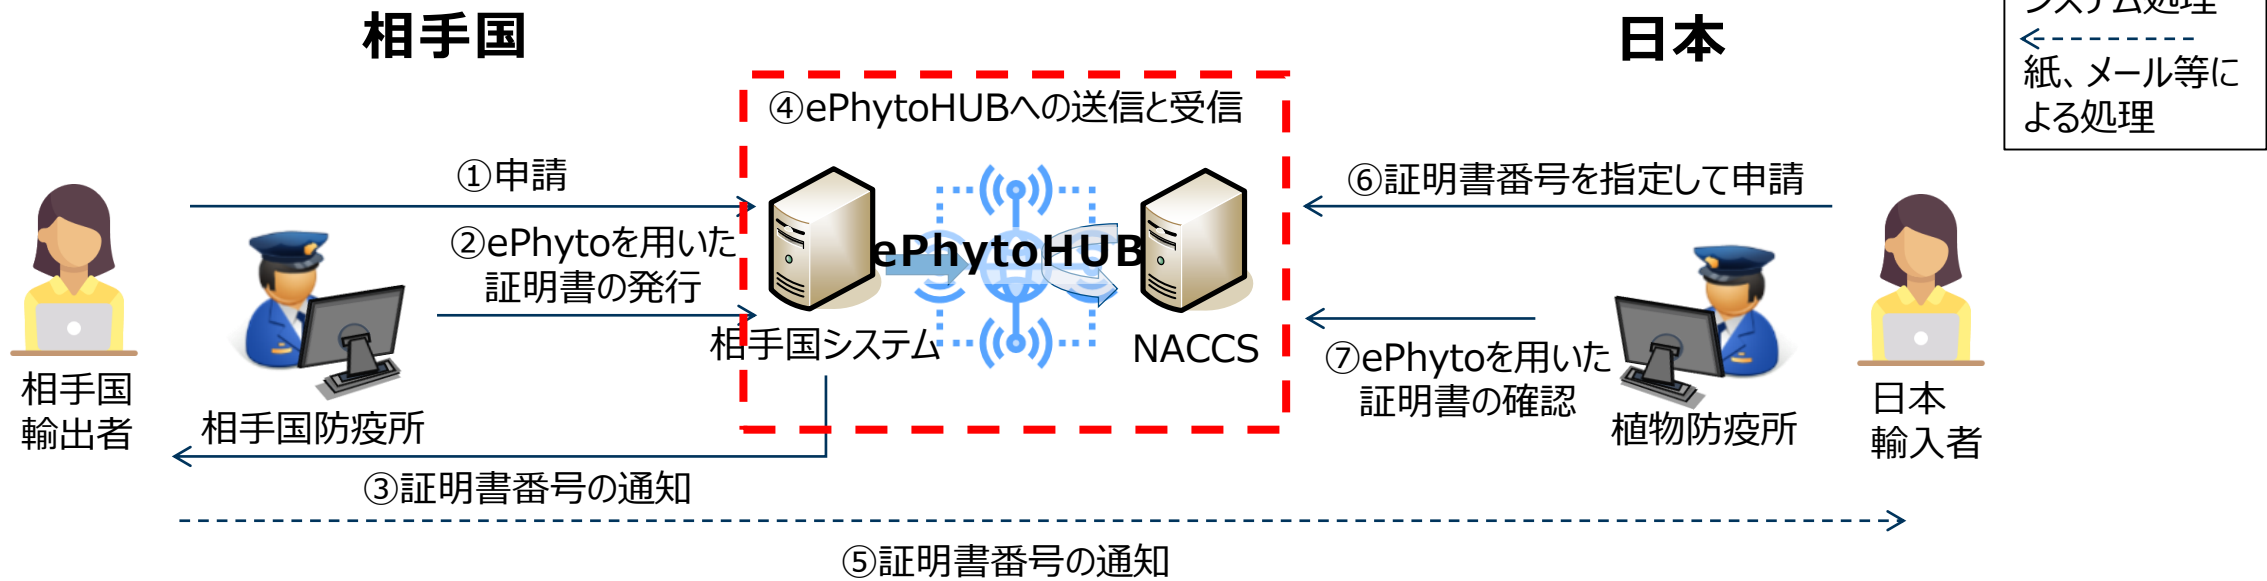 相手国
日本
システム処理
紙、メール等に
よる処理
④ePhytoHUBへの送信と受信
①申請
②ePhytoを用いた
証明書の発行
ePhytoHUB
⑥証明書番号を指定して申請
相手国システム
NACCS
⑦ePhytoを用いた
証明書の確認
相手国
輸出者
相手国防疫所
植物防疫所
日本
輸入者
③証明書番号の通知
⑤証明書番号の通知